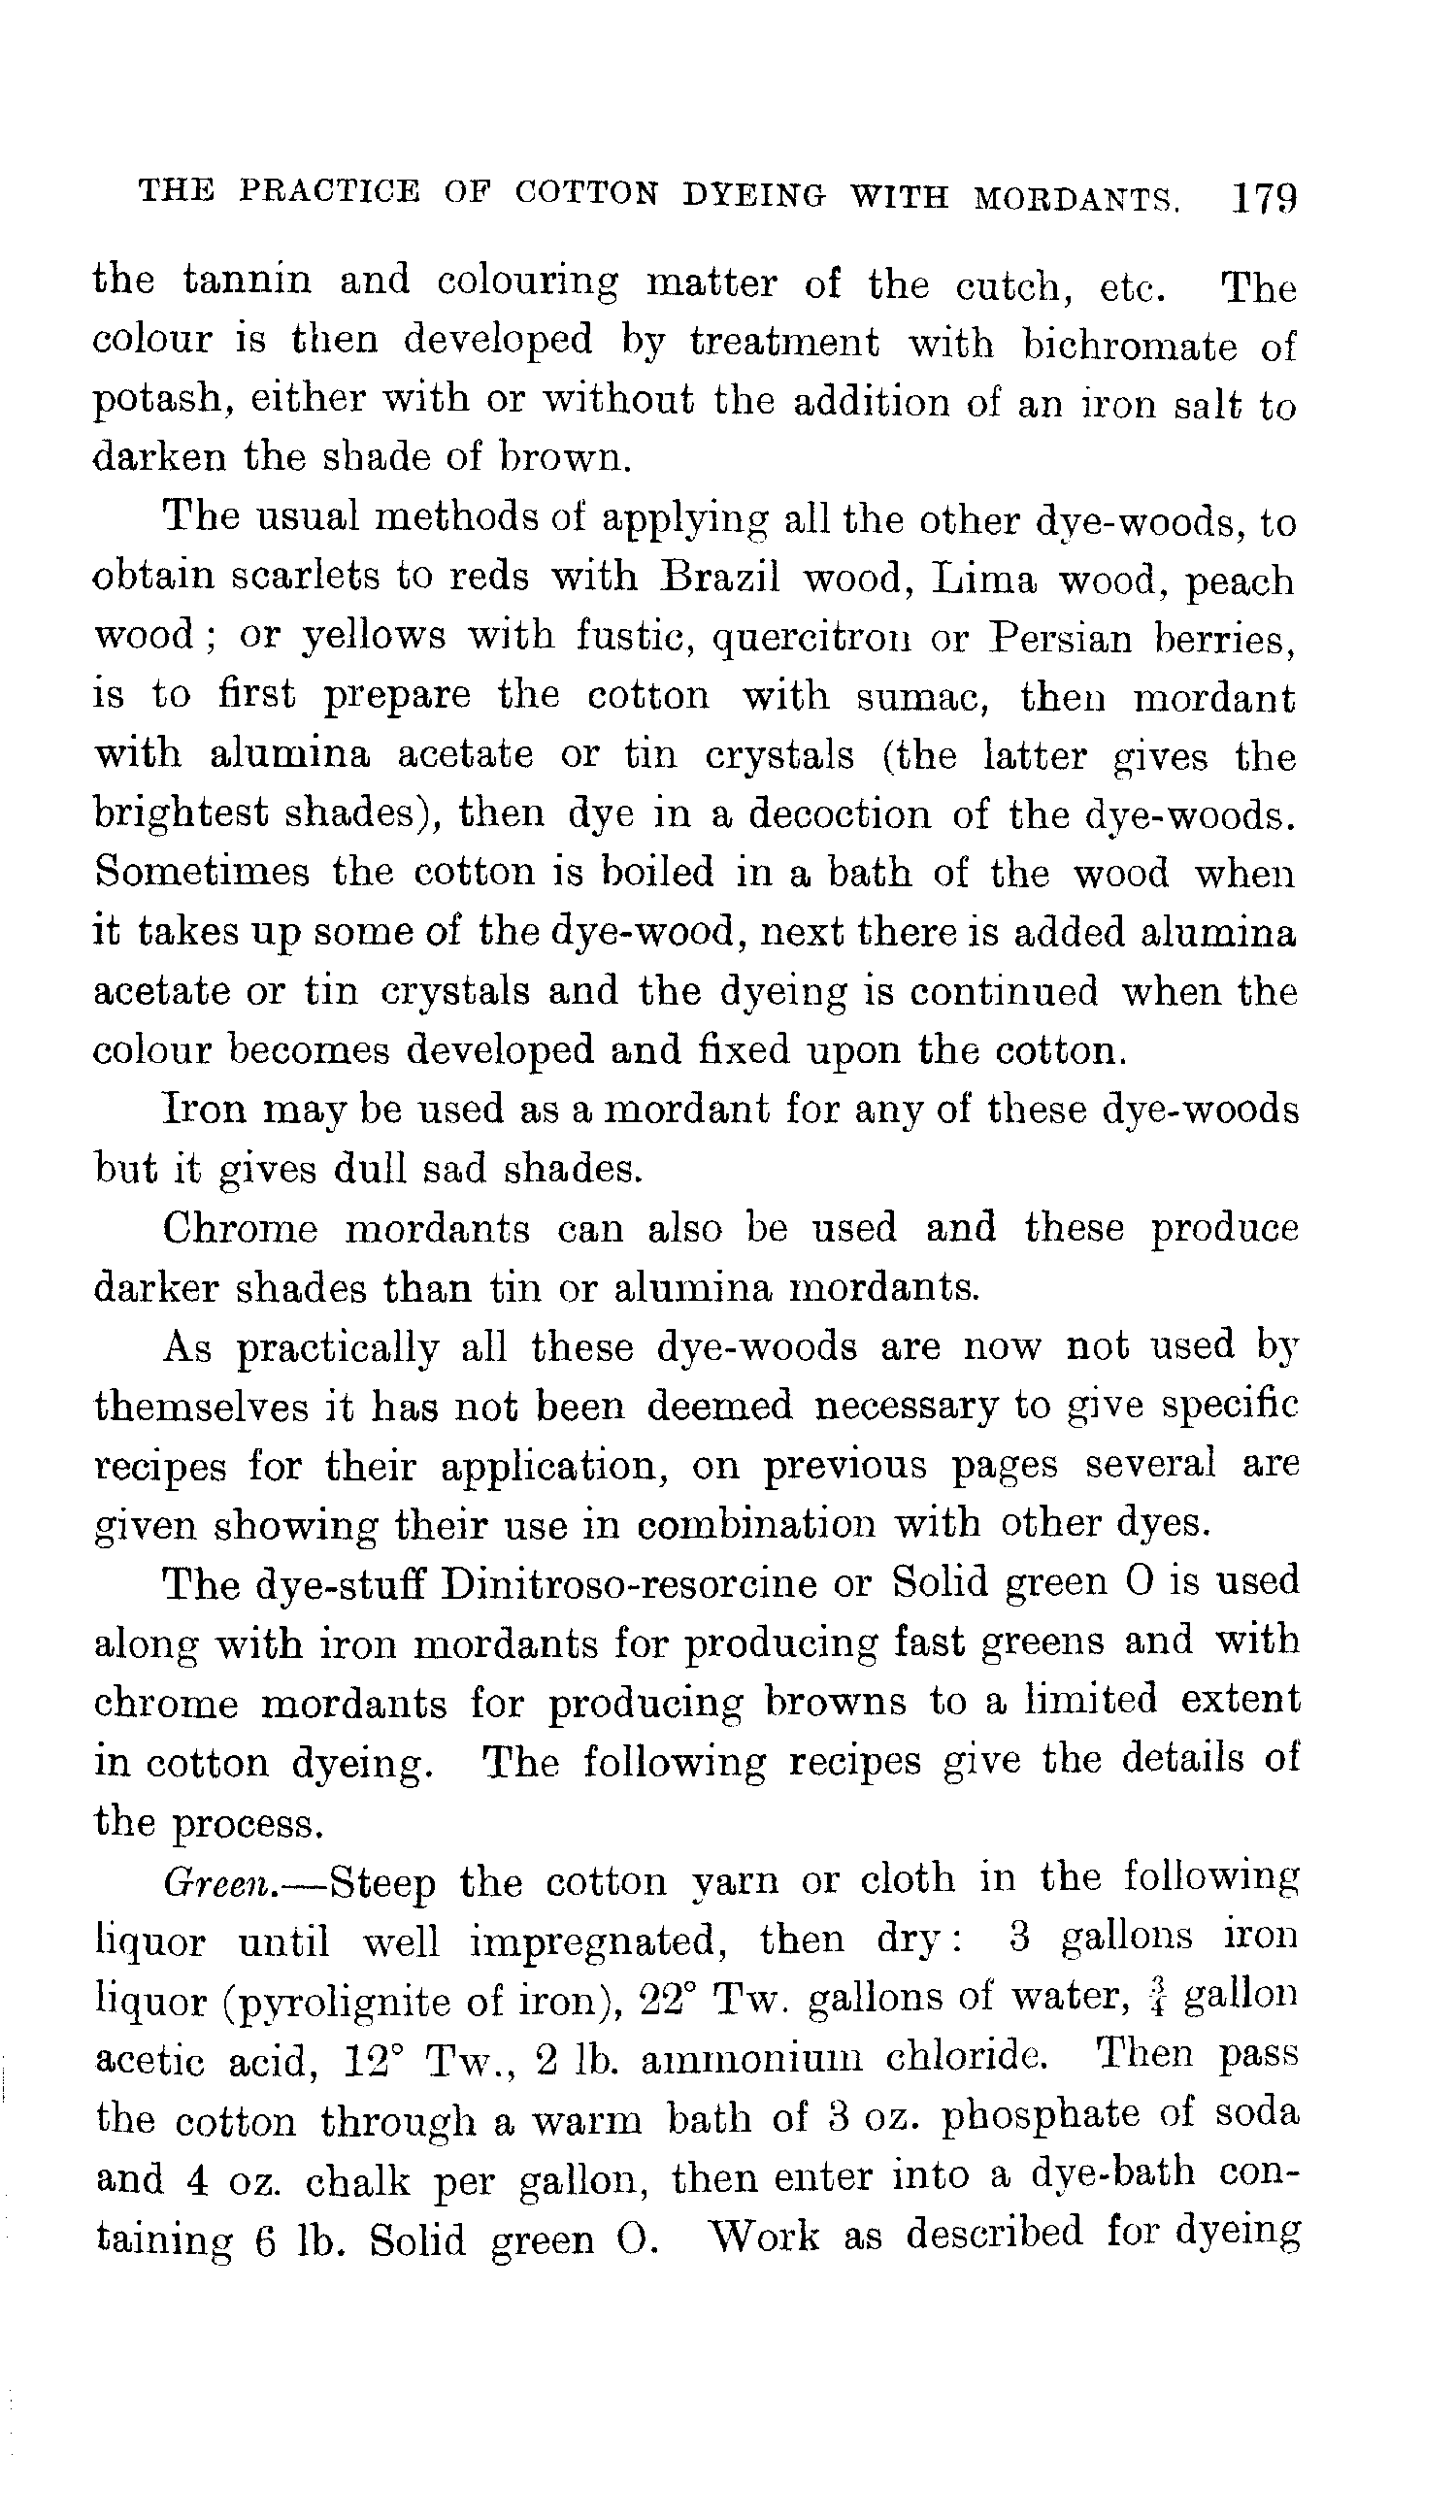 THE PRACTICE OF COTTON DYEING WITH MORDANTS. 179
the tannin and colouring matter of the cutch, etc. The
colour is then developed by treatment with bichromate of
potash, either with or without the addition of an iron salt to
darken the shade of brown.
The usual methods of applying all the other dye-woods, to
obtain scarlets to reds with Brazil wood, Lima wood, peach
wood ; or yellows with fustic, quercitron or Persian berries,
is to first prepare the cotton with sumac, then mordant
with alumina acetate or tin crystals (the latter gives the
brightest shades), then dye in a decoction of the dye-woods.
Sometimes the cotton is boiled in a bath of the wood when
it takes up some of the dye-wood, next there is added alumina
acetate or tin crystals and the dyeing is continued when the
colour becomes developed and fixed upon the cotton.
Iron may be used as a mordant for any of these dye-woods
but it gives dull sad shades.
Chrome mordants can also be used and these produce
darker shades than tin or alumina mordants.
As practically all these dye-woods are now not used by
themselves it has not been deemed necessary to give specific
recipes for their application, on previous pages several are
given showing their use in combination with other dyes.
The dye-stuff Dinitroso-resorcine or Solid green O is used
along with iron mordants for producing fast greens and with
chrome mordants for producing browns to a limited extent
in cotton dyeing. The following recipes give the details of
the process.
Green.—Steep the cotton yarn or cloth in the following
liquor until well impregnated, then dry : 3 gallons iron
liquor (pyrolignite of iron), 22° Tw. gallons of water, ¾ gallon
acetic acid, 12° Tw., 2 lb. ammonium chloride. Then pass
the cotton through a warm bath of 3 oz. phosphate of soda
and 4 oz. chalk per gallon, then enter into a dye-bath con-
taining 6 lb. Solid green O. Work as described for dyeing